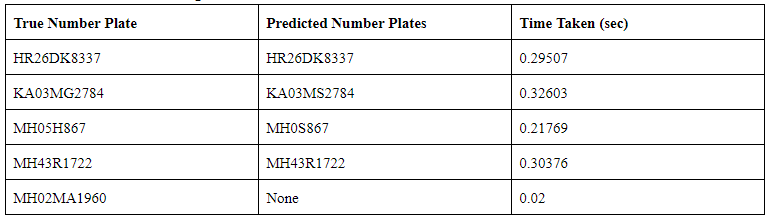 True Number Plate Predicted Number Plates Time Taken (sec)
HR26DK8337 HR26DK8337 0.29507
KA03MG2784 KA03MS2784 0.32603
MH05H867 MH0S867 0.21769
MH43R1722 MH43R1722 0.30376
MH02MA1960 None 0.02